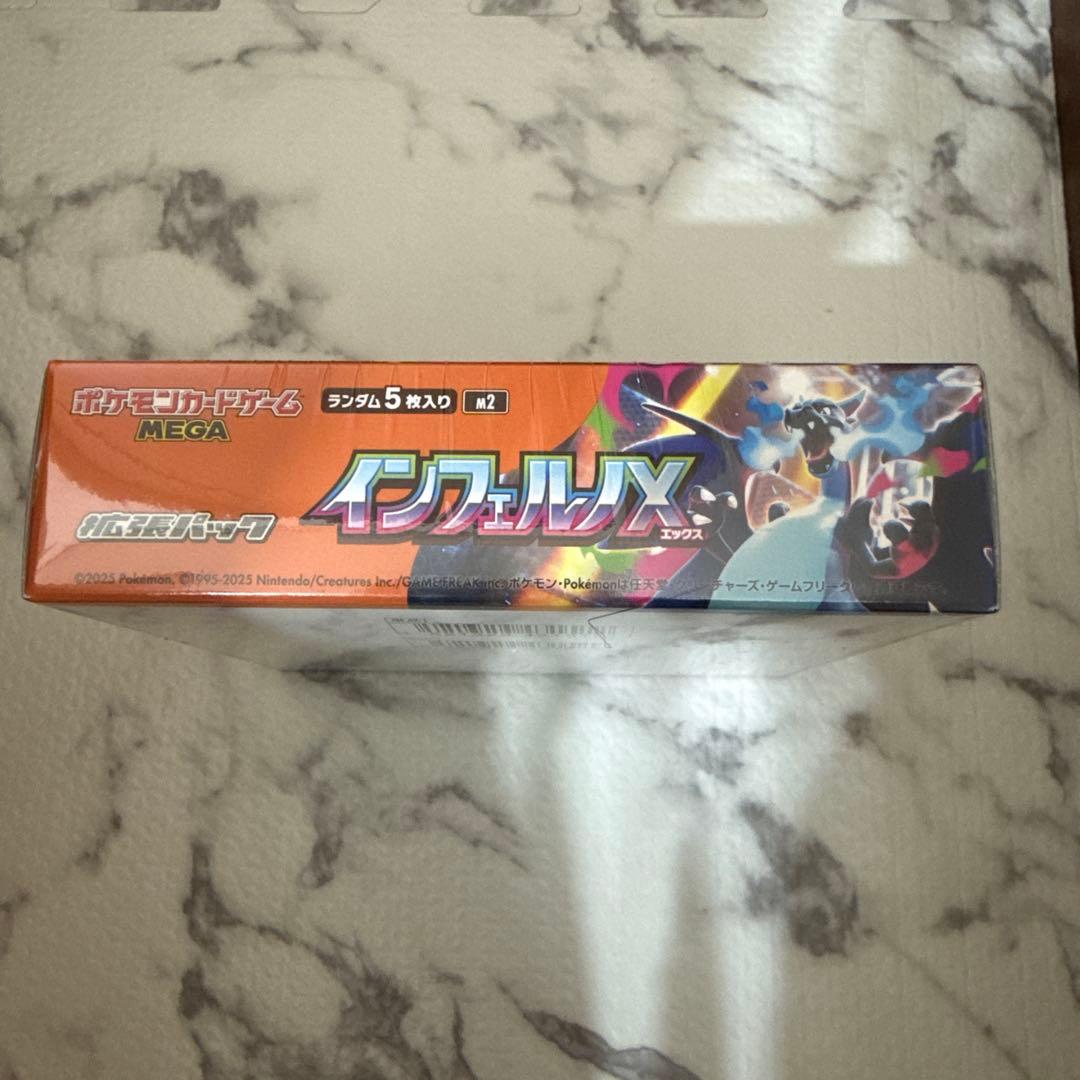 ポケモンカードゲーム
MEGA
ランダム5枚入り M2
インフェルノX
エックス
拡張パック
©2025 Pokémon. ©1995-2025 Nintendo/Creatures Inc./GAME FREAK inc. ポケモン・Pokémonは任天堂・クリーチャーズ・ゲームフリーク